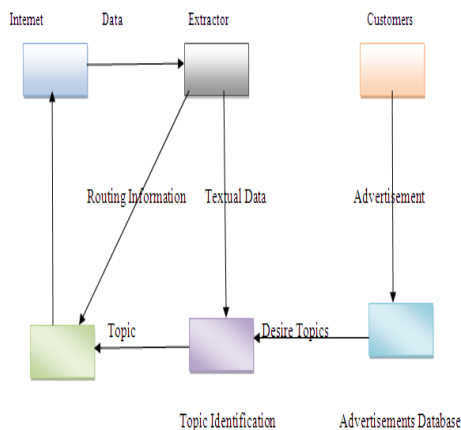 Internet Data Extractor Customers
Routing Information Textual Data Advertisement
Topic Desire Topics
Topic Identification Advertisements Database